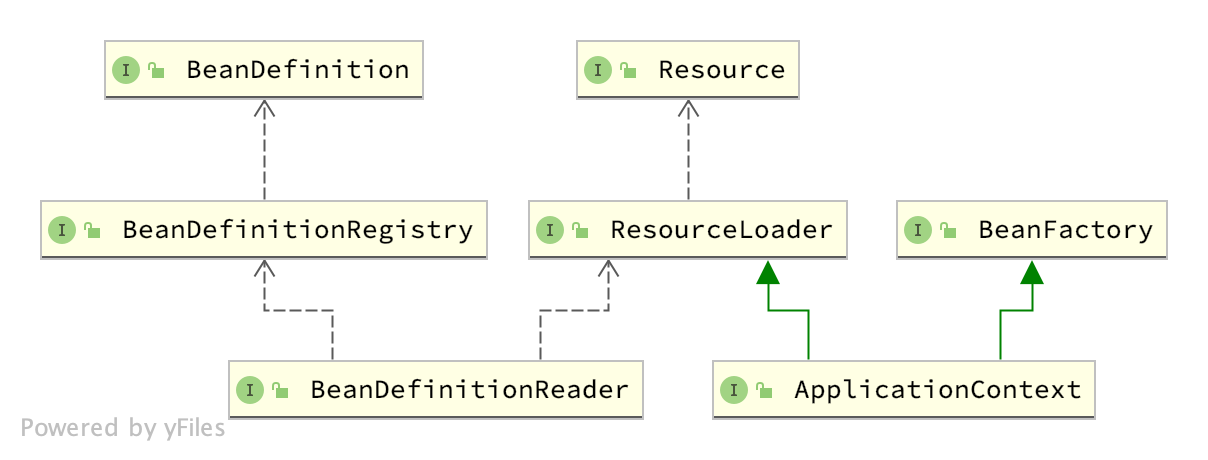 I BeanDefinition
I Resource
I BeanDefinitionRegistry
I ResourceLoader
I BeanFactory
I BeanDefinitionReader
I ApplicationContext
Powered by yFiles